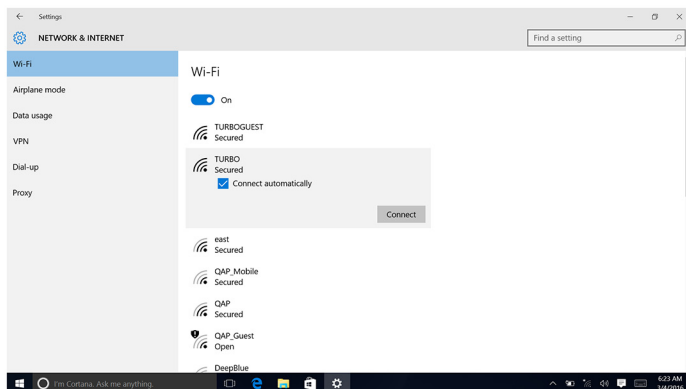 Settings
NETWORK & INTERNET
Find a setting
Wi-Fi
Airplane mode
Data usage
VPN
Dial-up
Proxy
Wi-Fi
On
TURBOGUEST
Secured
TURBO
Secured
Connect automatically
Connect
east
Secured
QAP_Mobile
Secured
QAP
Secured
QAP_Guest
Open
DeepBlue
I'm Cortana. Ask me anything.
6:23 AM
3/4/2016